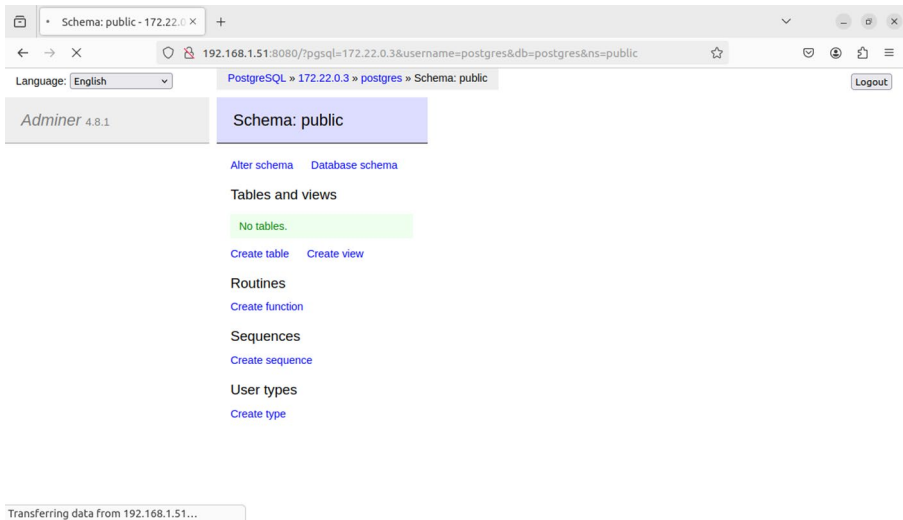 Schema: public - 172.22.0
192.168.1.51:8080/?pgsql=172.22.0.3&username=postgres&db=postgres&ns=public
Language: English
PostgreSQL » 172.22.0.3 » postgres » Schema: public
Logout
Adminer 4.8.1
Schema: public
Alter schema Database schema
Tables and views
No tables.
Create table Create view
Routines
Create function
Sequences
Create sequence
User types
Create type
Transferring data from 192.168.1.51...